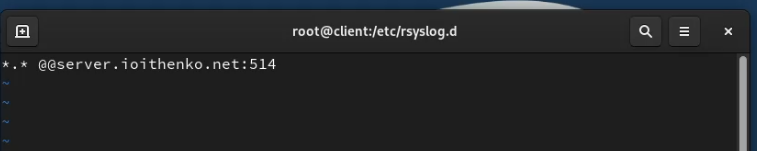 root@client:/etc/rsyslog.d
*.* @@server.ioithenko.net:514
~
~
~
~